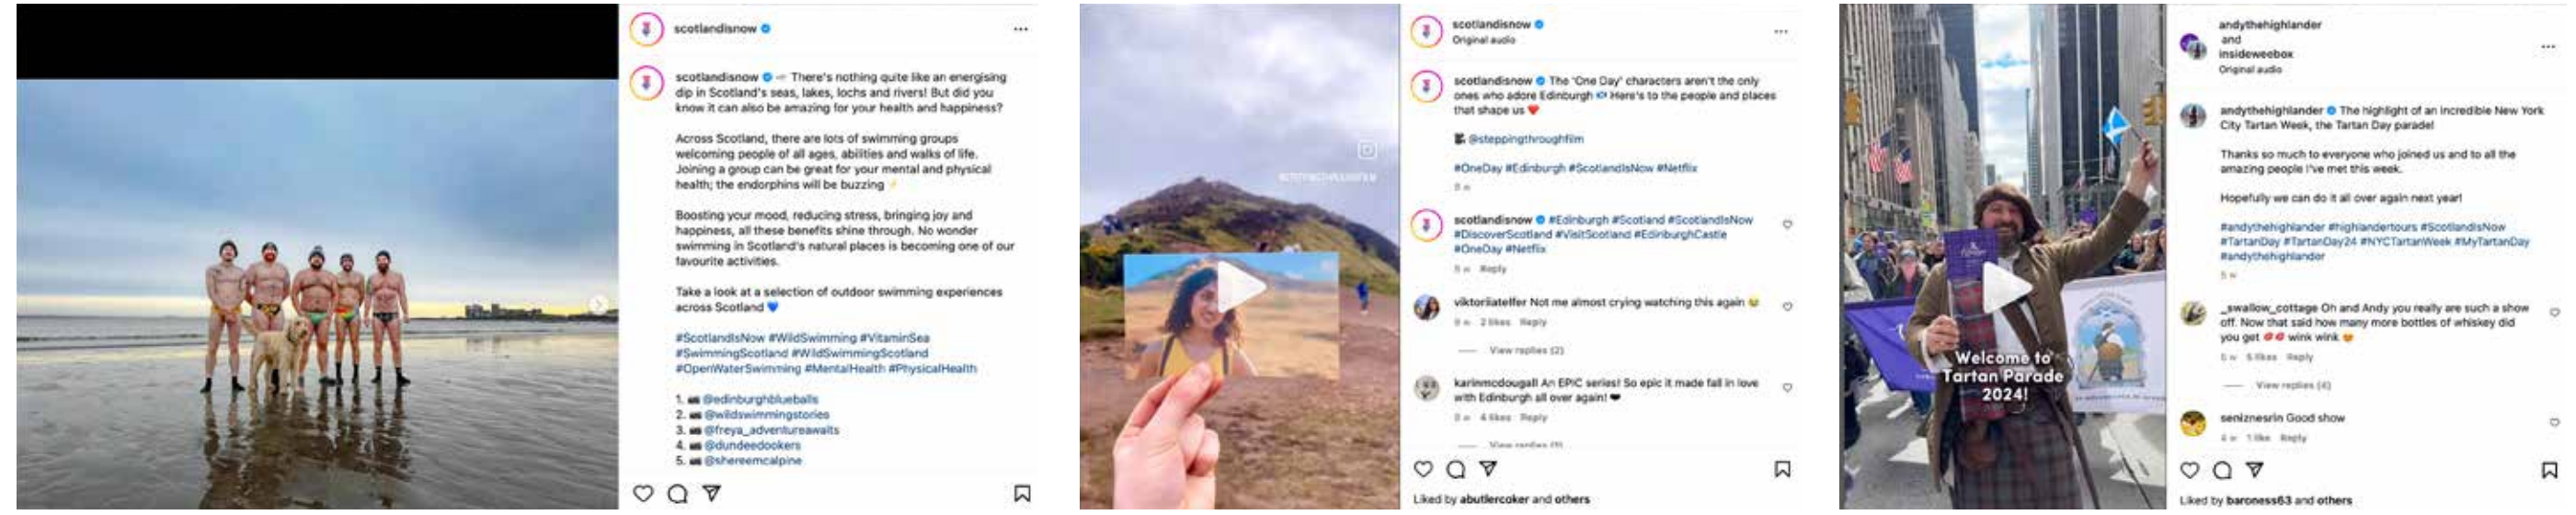 scotlandisnow
scotlandisnow There's nothing quite like an energising
dip in Scotland's seas, lakes, lochs and rivers! But did you
know it can also be amazing for your health and happiness?
Across Scotland, there are lots of swimming groups
welcoming people of all ages, abilities and walks of life.
Joining a group can be great for your mental and physical
health; the endorphins will be buzzing
Boosting your mood, reducing stress, bringing joy and
happiness, all these benefits shine through. No wonder
swimming in Scotland's natural places is becoming one of our
favourite activities.
Take a look at a selection of outdoor swimming experiences
across Scotland 💙
#ScotlandIsNow #WildSwimming #VitaminSea
#SwimmingScotland #WildSwimmingScotland
#OpenWaterSwimming #MentalHealth #PhysicalHealth
1. 📸 @edinburghblueballs
2. 📸 @wildswimmingstories
3. 📸 @freya_adventureawaits
4. 📸 @dundeedookers
5. 📸 @shereemcalpine
@STEPPINGTHROUGHFILM
scotlandisnow
Original audio
scotlandisnow The 'One Day' characters aren't the only
ones who adore Edinburgh Here's to the people and places
that shape us ❤️
@steppingthroughfilm
#OneDay #Edinburgh #ScotlandIsNow #Netflix
scotlandisnow #Edinburgh #Scotland #ScotlandIsNow
#DiscoverScotland #VisitScotland #EdinburghCastle
#OneDay #Netflix
Reply
viktoriiatelfer Not me almost crying watching this again
2 likes Reply
View replies (2)
karinmcdougall An EPIC series! So epic it made fall in love
with Edinburgh all over again! 🖤
4 likes Reply
View replies (1)
Liked by abutlercoker and others
Welcome to
Tartan Parade
2024!
andythehighlander
and
insideweebox
Original audio
andythehighlander The highlight of an incredible New York
City Tartan Week, the Tartan Day parade!
Thanks so much to everyone who joined us and to all the
amazing people I've met this week.
Hopefully we can do it all over again next year!
#andythehighlander #highlandertours #ScotlandIsNow
#TartanDay #TartanDay24 #NYCTartanWeek #MyTartanDay
#andythehighlander
5 w
_swallow_cottage Oh and Andy you really are such a show
off. Now that said how many more bottles of whiskey did
you get wink wink
5 w 5 likes Reply
View replies (4)
seniznesrin Good show
4 w 1 like Reply
Liked by baroness63 and others